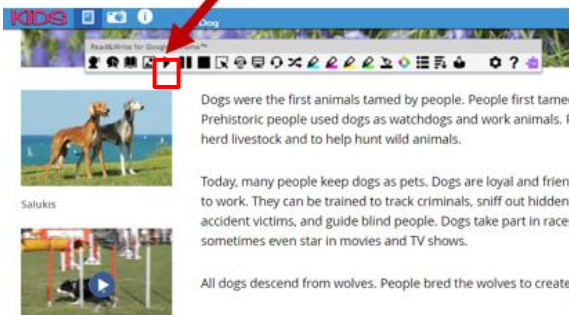 KIDS
Dog
Read&Write for Google
Dogs were the first animals tamed by people. People first tame
Prehistoric people used dogs as watchdogs and work animals.
herd livestock and to help hunt wild animals.
Salukis
Today, many people keep dogs as pets. Dogs are loyal and frien
to work. They can be trained to track criminals, sniff out hidden
accident victims, and guide blind people. Dogs take part in race
sometimes even star in movies and TV shows.
All dogs descend from wolves. People bred the wolves to create